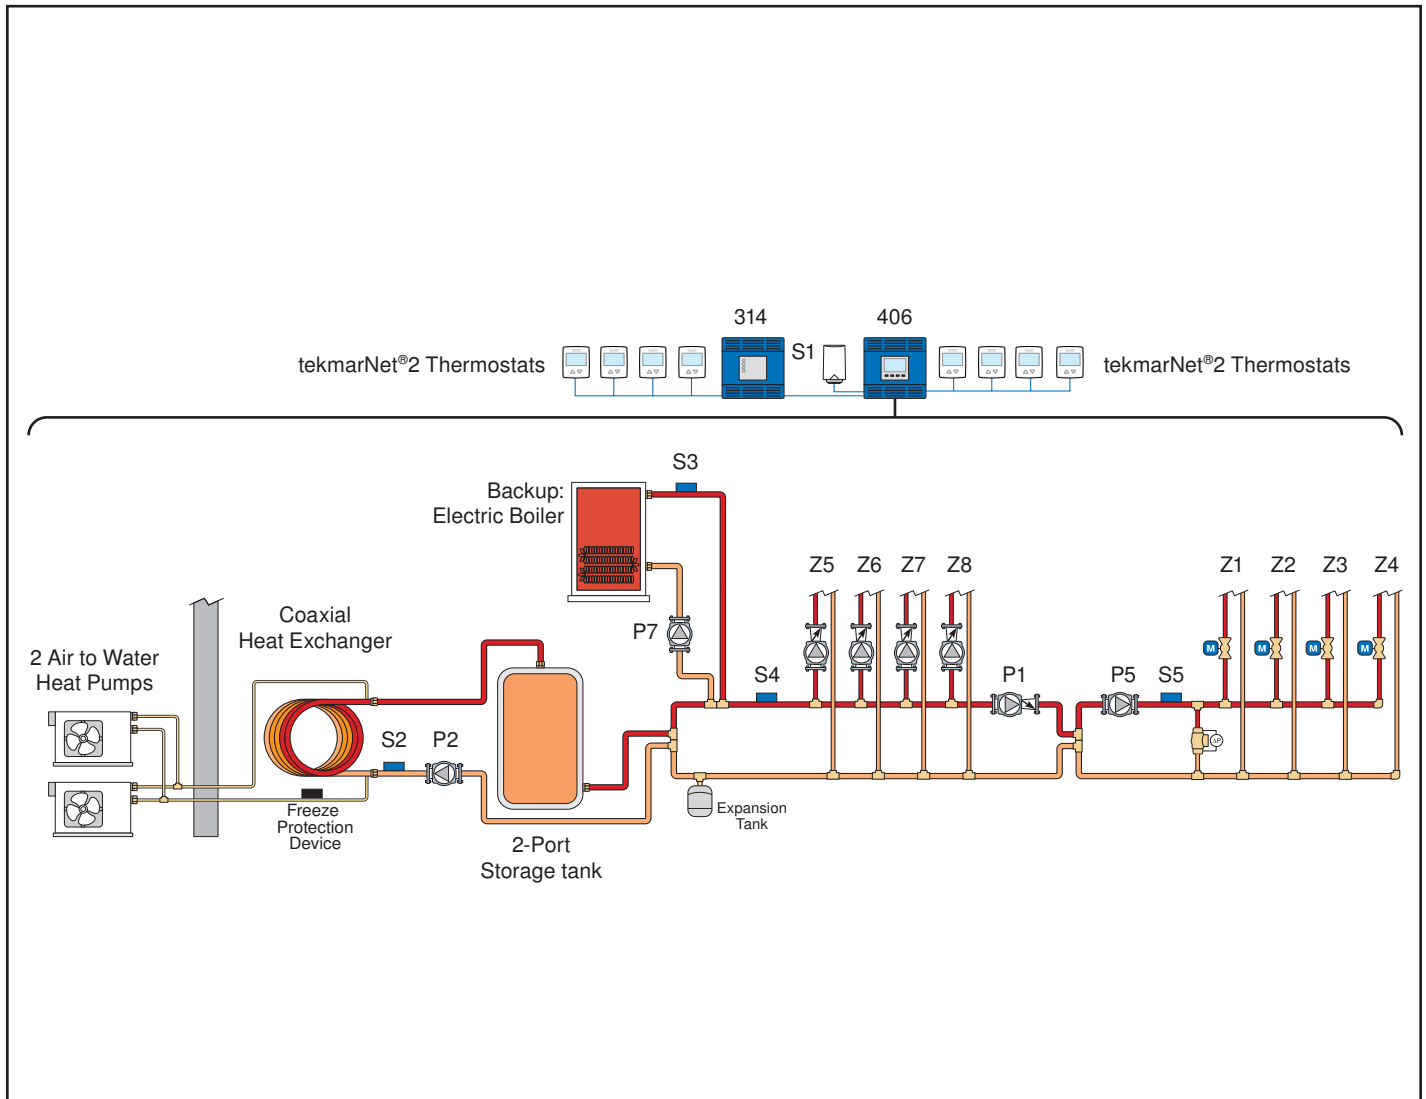 314
406
S1
tekmarNet®2 Thermostats
tekmarNet®2 Thermostats
S3
Backup:
Electric Boiler
Z5
Z6
Z7
Z8
Z1
Z2
Z3
Z4
Coaxial
Heat Exchanger
P7
2 Air to Water
Heat Pumps
S4
P1
P5
S5
M
M
M
M
S2
P2
ΔP
Freeze
Protection
Device
Expansion
Tank
2-Port
Storage tank